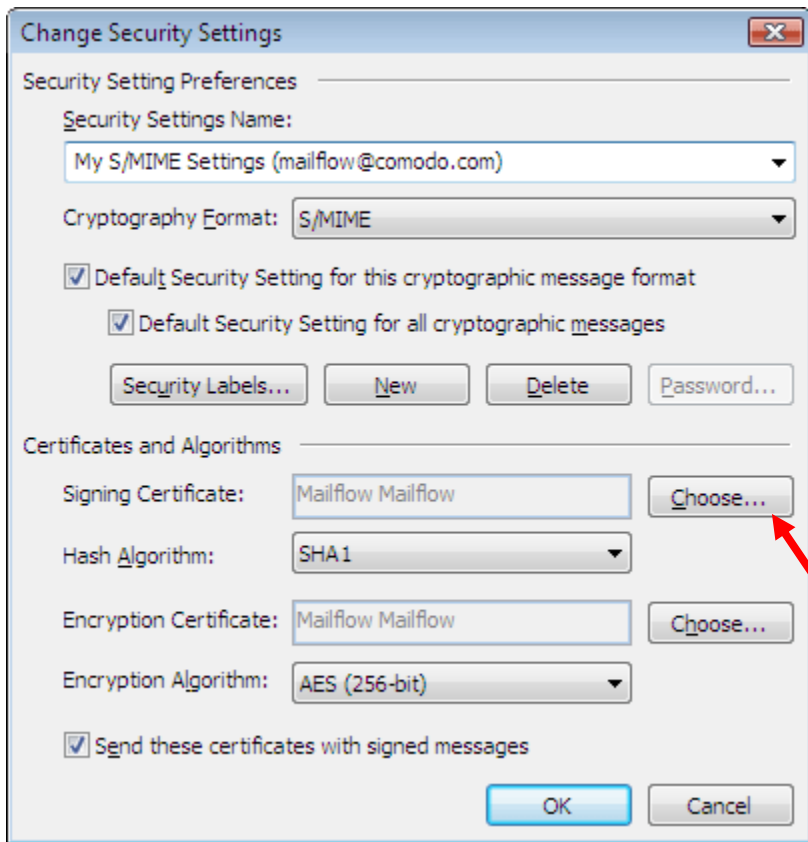 Change Security Settings
Security Setting Preferences
Security Settings Name:
My S/MIME Settings (mailflow@comodo.com)
Cryptography Format: S/MIME
Default Security Setting for this cryptographic message format
Default Security Setting for all cryptographic messages
Security Labels... New Delete Password...
Certificates and Algorithms
Signing Certificate: Mailflow Mailflow Choose...
Hash Algorithm: SHA1
Encryption Certificate: Mailflow Mailflow Choose...
Encryption Algorithm: AES (256-bit)
Send these certificates with signed messages
OK Cancel